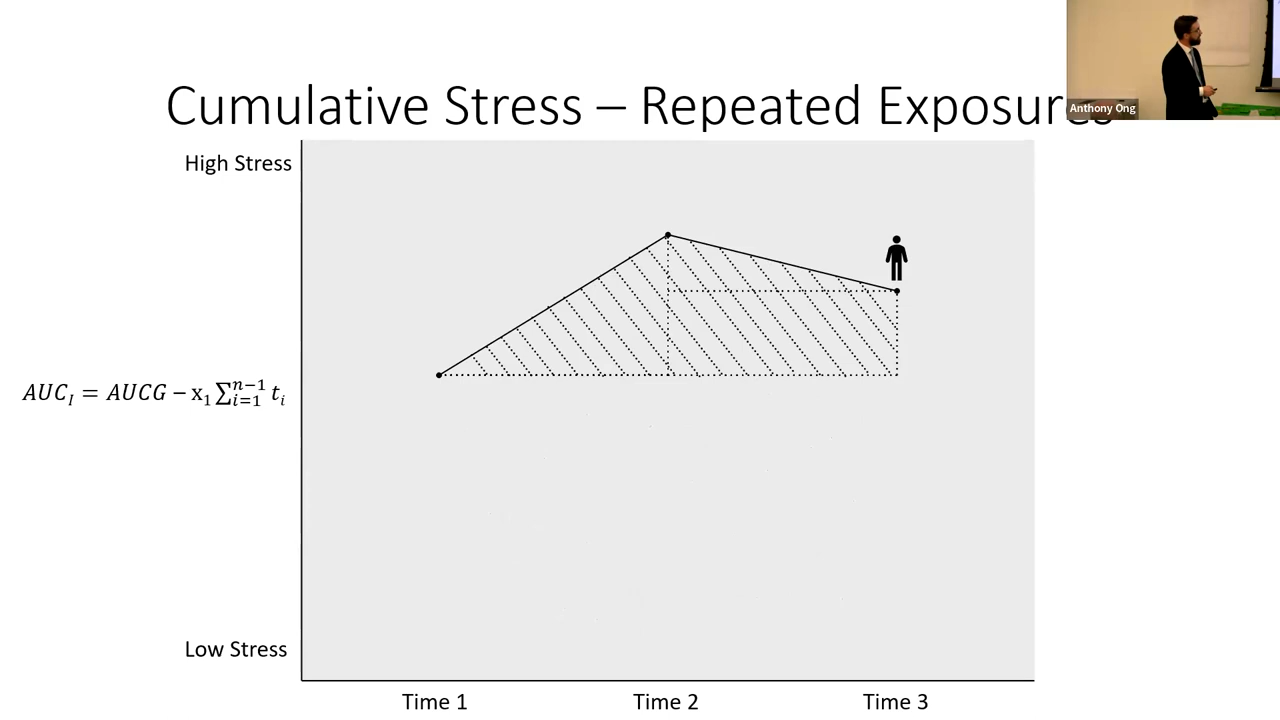 Cumulative Stress – Repeated Exposures
Anthony Ong
High Stress
AUC_I = AUCG − x₁ ∑_{i=1}^{n−1} t_i
Low Stress
Time 1 Time 2 Time 3